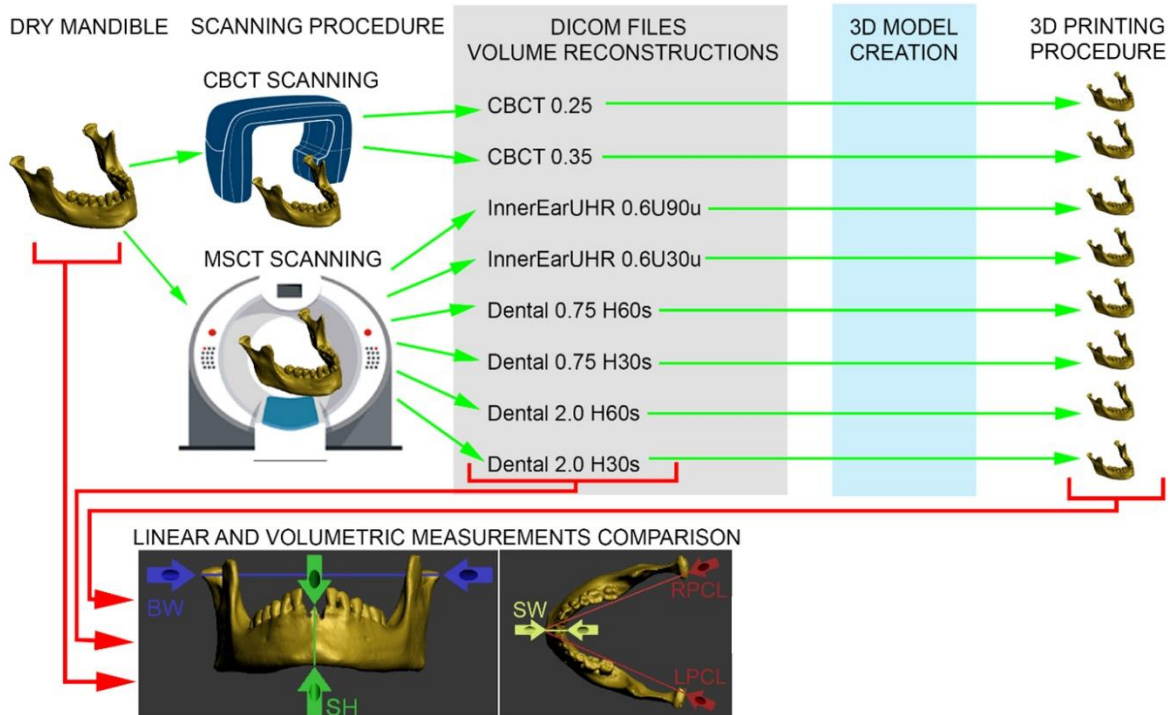 DRY MANDIBLE
SCANNING PROCEDURE
DICOM FILES
VOLUME RECONSTRUCTIONS
3D MODEL
CREATION
3D PRINTING
PROCEDURE
CBCT SCANNING
CBCT 0.25
CBCT 0.35
InnerEarUHR 0.6U90u
MSCT SCANNING
InnerEarUHR 0.6U30u
Dental 0.75 H60s
Dental 0.75 H30s
Dental 2.0 H60s
Dental 2.0 H30s
LINEAR AND VOLUMETRIC MEASUREMENTS COMPARISON
BW
SH
SW
RPCL
LPCL